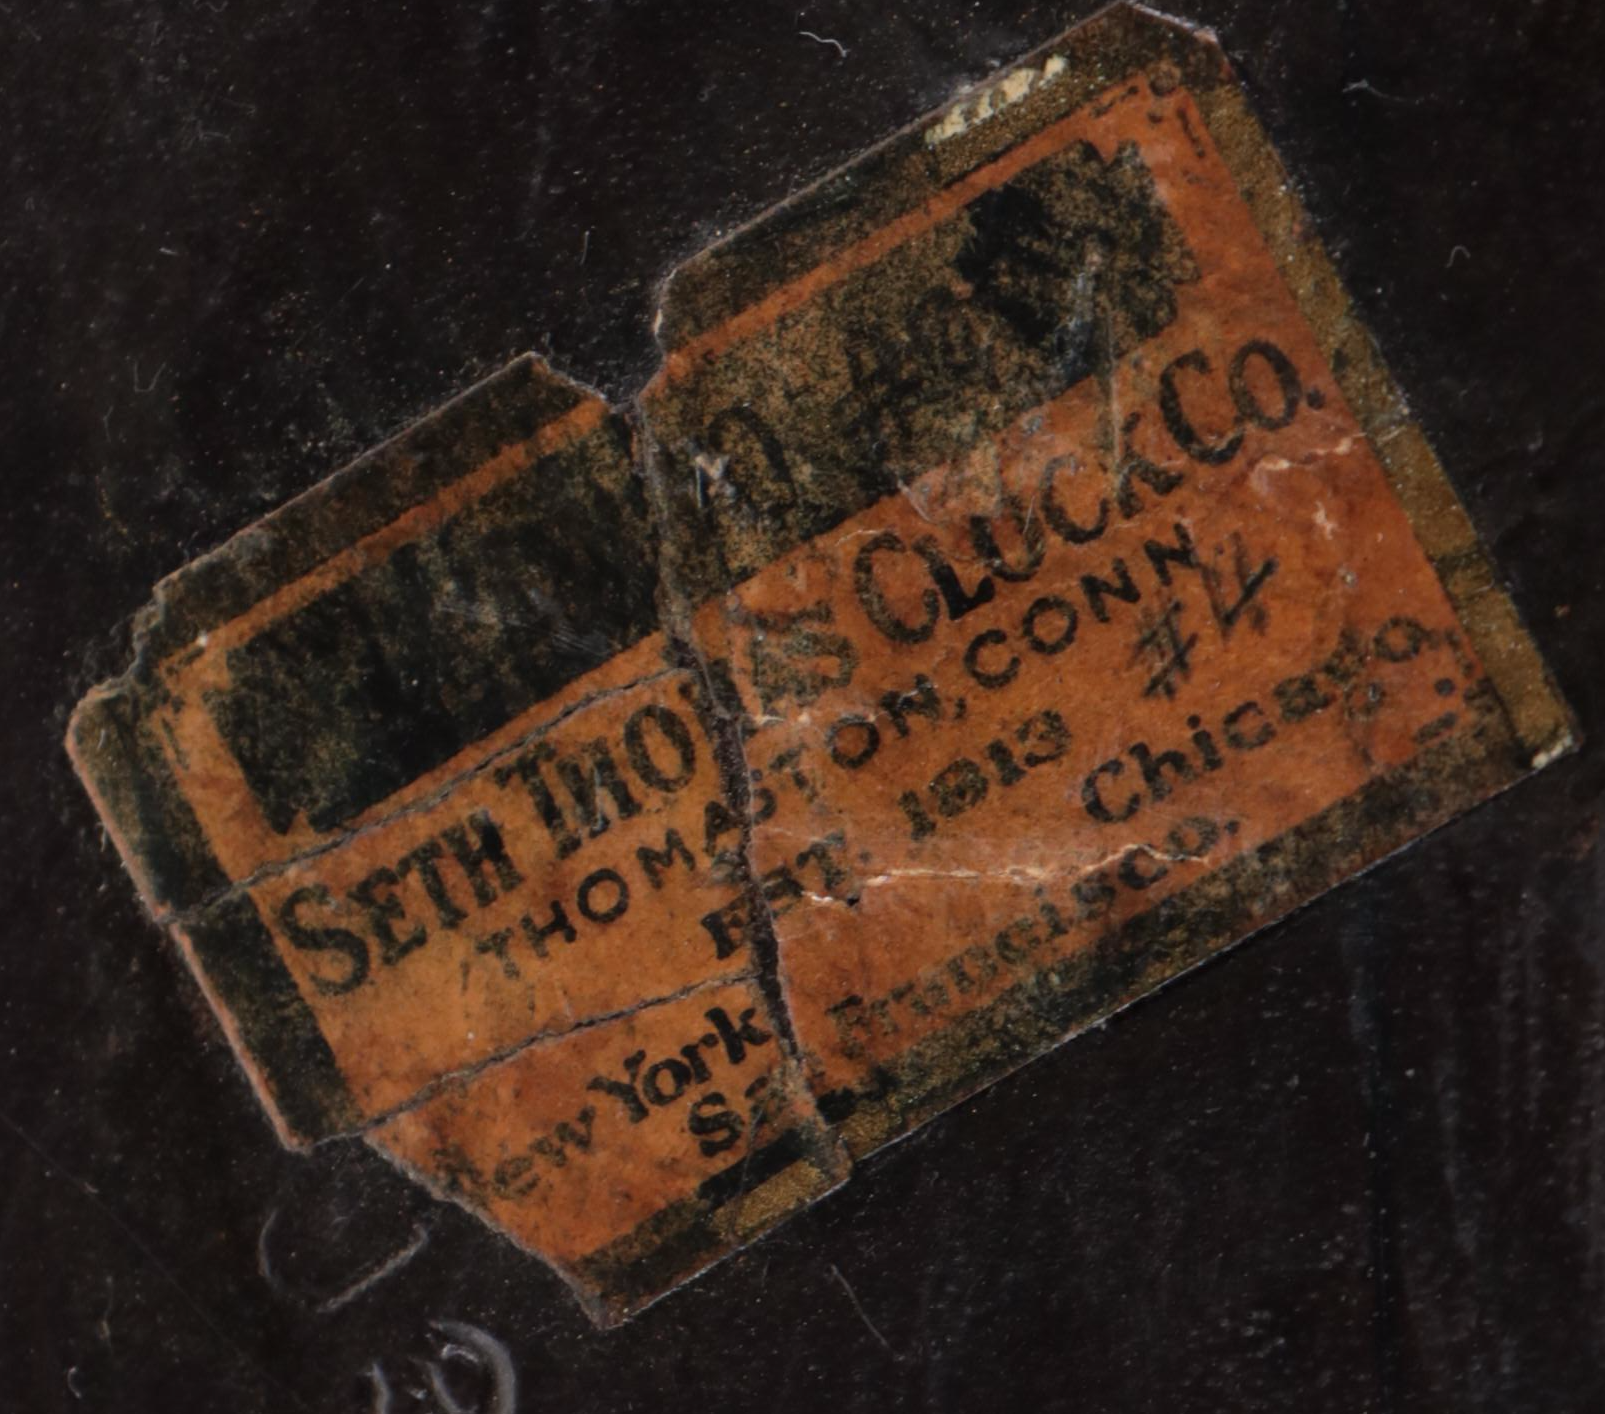 SETH THOMAS CLOCK CO.
THOMASTON, CONN
#4
EST. 1813
New York Chicago
San Francisco.